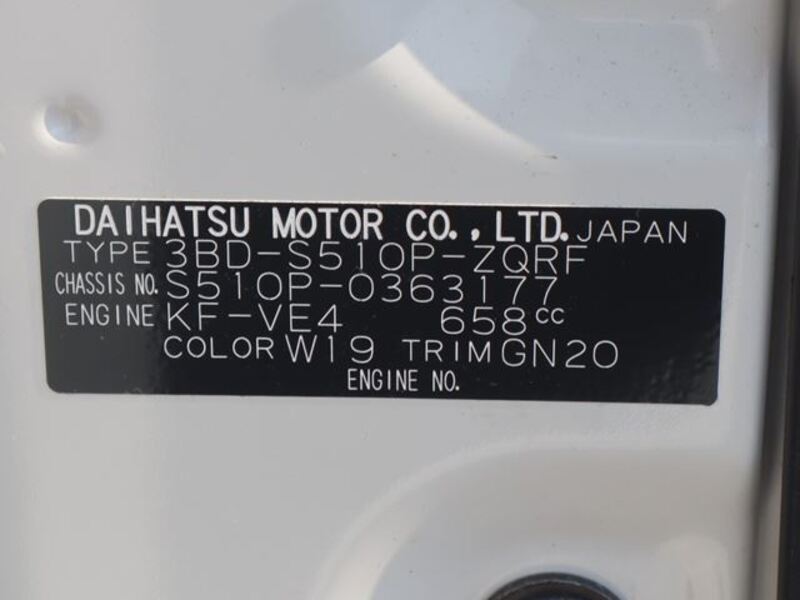 DAIHATSU MOTOR CO., LTD. JAPAN
TYPE 3BD-S510P-ZQRF
CHASSIS NO. S510P-0363177
ENGINE KF-VE4 658cc
COLOR W19 TRIM GN20
ENGINE NO.